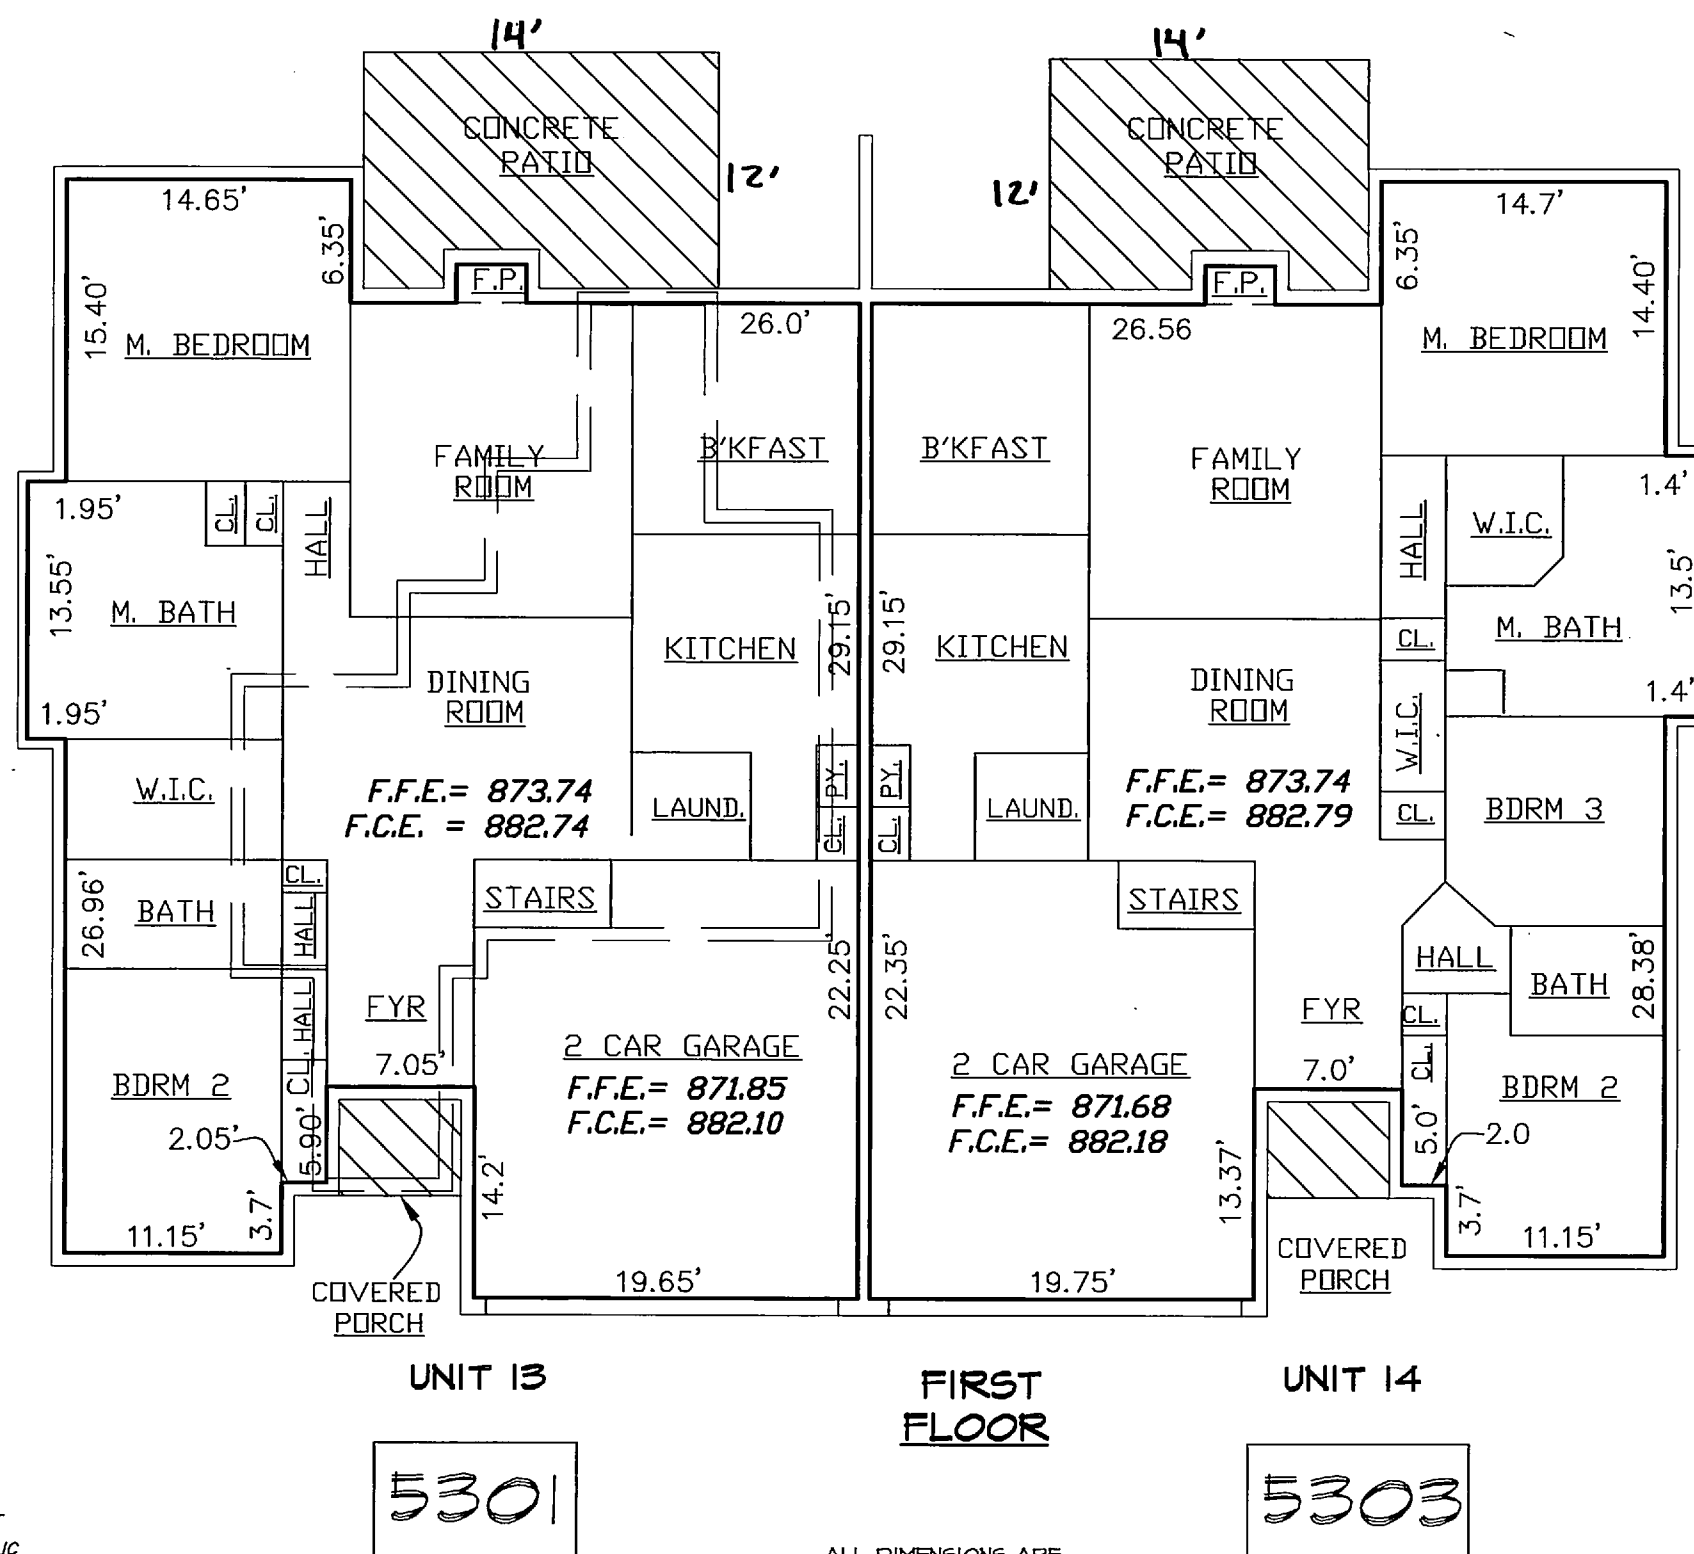 14'
14'
CONCRETE
PATIO
CONCRETE
PATIO
12'
12'
14.65'
6.35'
15.40'
M. BEDROOM
F.P.
26.0'
FAMILY
ROOM
B'KFAST
1.95'
CL.
CL.
HALL
13.55'
M. BATH
1.95'
KITCHEN
29.15'
DINING
ROOM
W.I.C.
F.F.E.= 873.74
F.C.E. = 882.74
LAUND.
PY.
CL.
CL.
STAIRS
BATH
26.96'
HALL
HALL
CL.
FYR
22.25'
7.05'
2 CAR GARAGE
F.F.E.= 871.85
F.C.E.= 882.10
BDRM 2
2.05'
5.90'
3.7'
11.15'
14.2'
19.65'
COVERED
PORCH
UNIT 13
5301
14.7'
6.35'
14.40'
M. BEDROOM
F.P.
26.56
B'KFAST
FAMILY
ROOM
1.4'
HALL
W.I.C.
13.5'
M. BATH
1.4'
29.15'
KITCHEN
DINING
ROOM
CL.
W.I.C.
CL.
F.F.E.= 873.74
F.C.E.= 882.79
PY.
CL.
LAUND.
BDRM 3
STAIRS
HALL
BATH
28.38'
22.35'
FYR
CL.
CL.
7.0'
2 CAR GARAGE
F.F.E.= 871.68
F.C.E.= 882.18
BDRM 2
5.0'
2.0
13.37'
3.7'
11.15'
19.75'
COVERED
PORCH
UNIT 14
5303
FIRST
FLOOR
ALL DIMENSIONS ARE